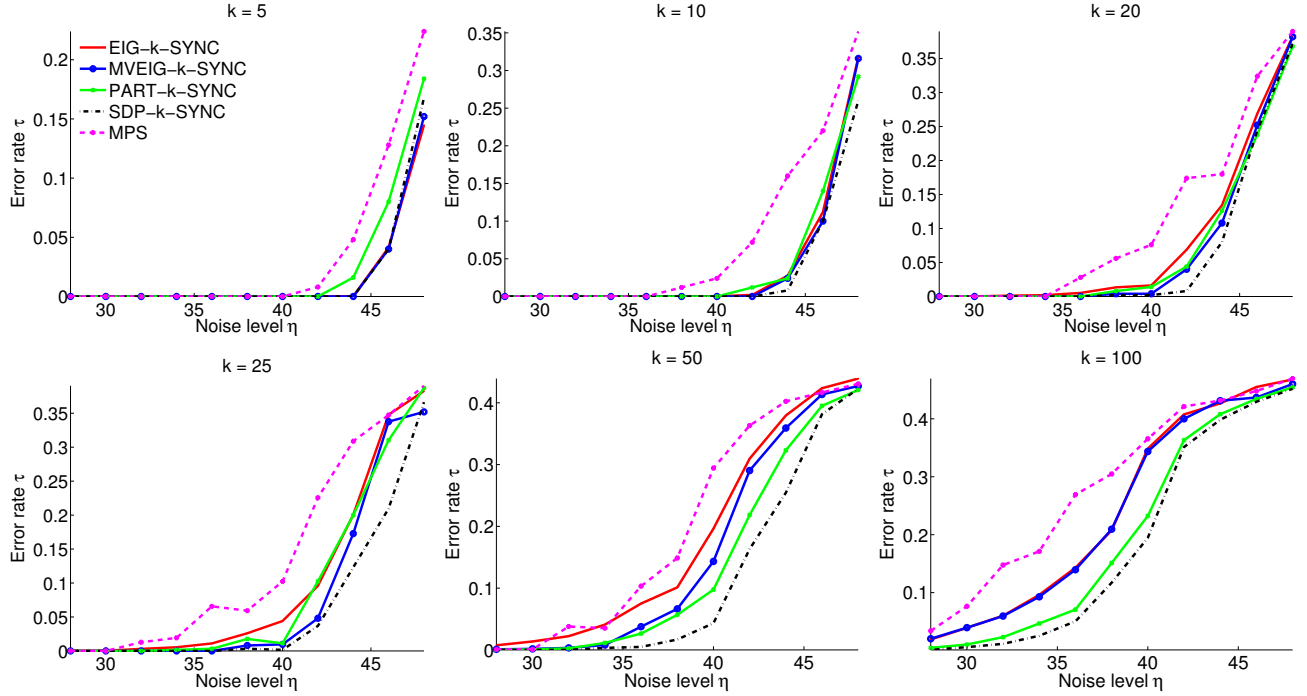 k = 5
Error rate τ
0.2
0.15
0.1
0.05
0
30 35 40 45
Noise level η
EIG−k−SYNC
MVEIG−k−SYNC
PART−k−SYNC
SDP−k−SYNC
MPS
k = 10
Error rate τ
0.35
0.3
0.25
0.2
0.15
0.1
0.05
0
30 35 40 45
Noise level η
k = 20
Error rate τ
0.35
0.3
0.25
0.2
0.15
0.1
0.05
0
30 35 40 45
Noise level η
k = 25
Error rate τ
0.35
0.3
0.25
0.2
0.15
0.1
0.05
0
30 35 40 45
Noise level η
k = 50
Error rate τ
0.4
0.3
0.2
0.1
0
30 35 40 45
Noise level η
k = 100
Error rate τ
0.4
0.3
0.2
0.1
30 35 40 45
Noise level η